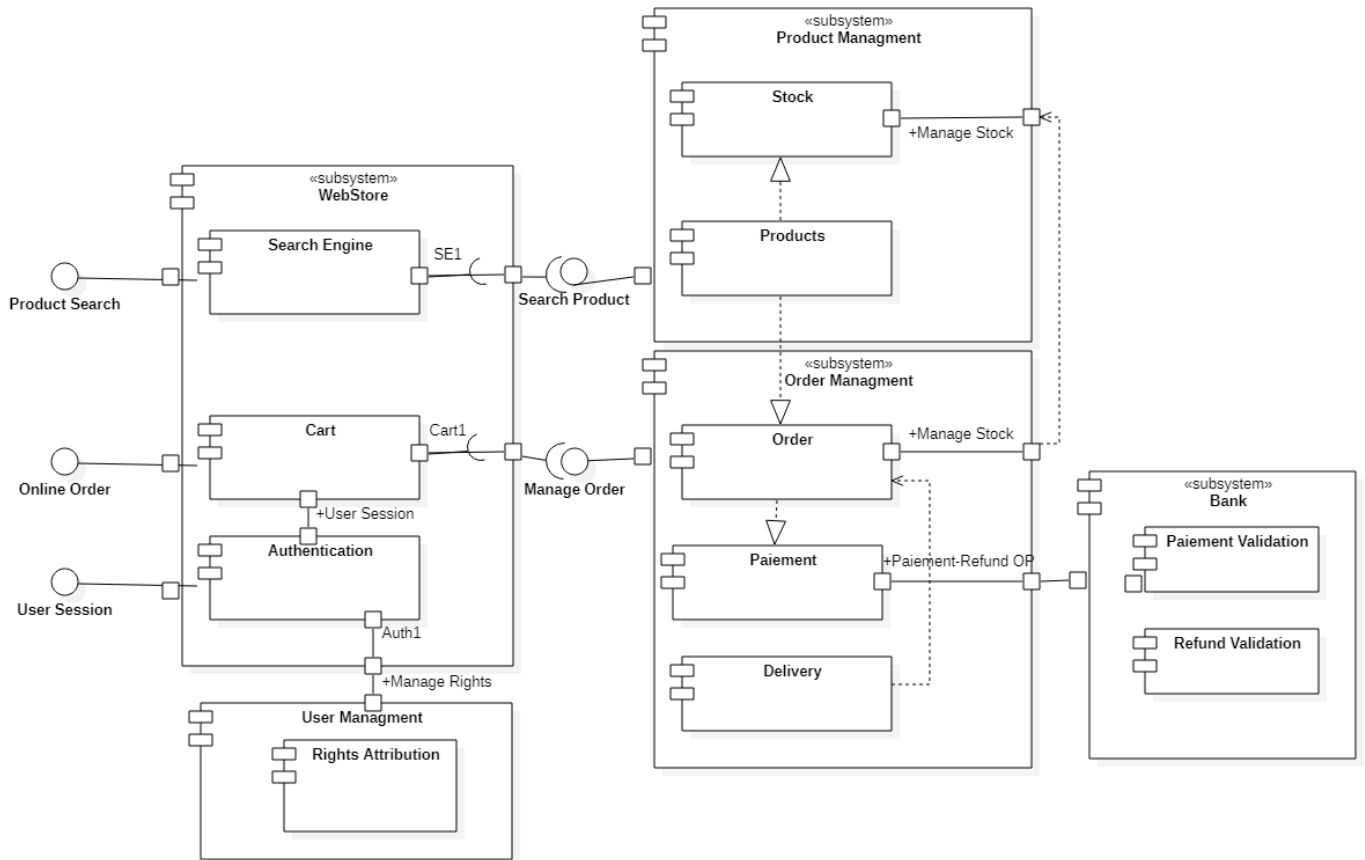 «subsystem»
Product Managment
Stock
+Manage Stock
Products
«subsystem»
WebStore
Search Engine
SE1
Product Search
Search Product
Cart
Cart1
Online Order
Manage Order
+User Session
Authentication
User Session
Auth1
+Manage Rights
User Managment
Rights Attribution
«subsystem»
Order Managment
Order
+Manage Stock
Paiement
+Paiement-Refund OP
Delivery
«subsystem»
Bank
Paiement Validation
Refund Validation